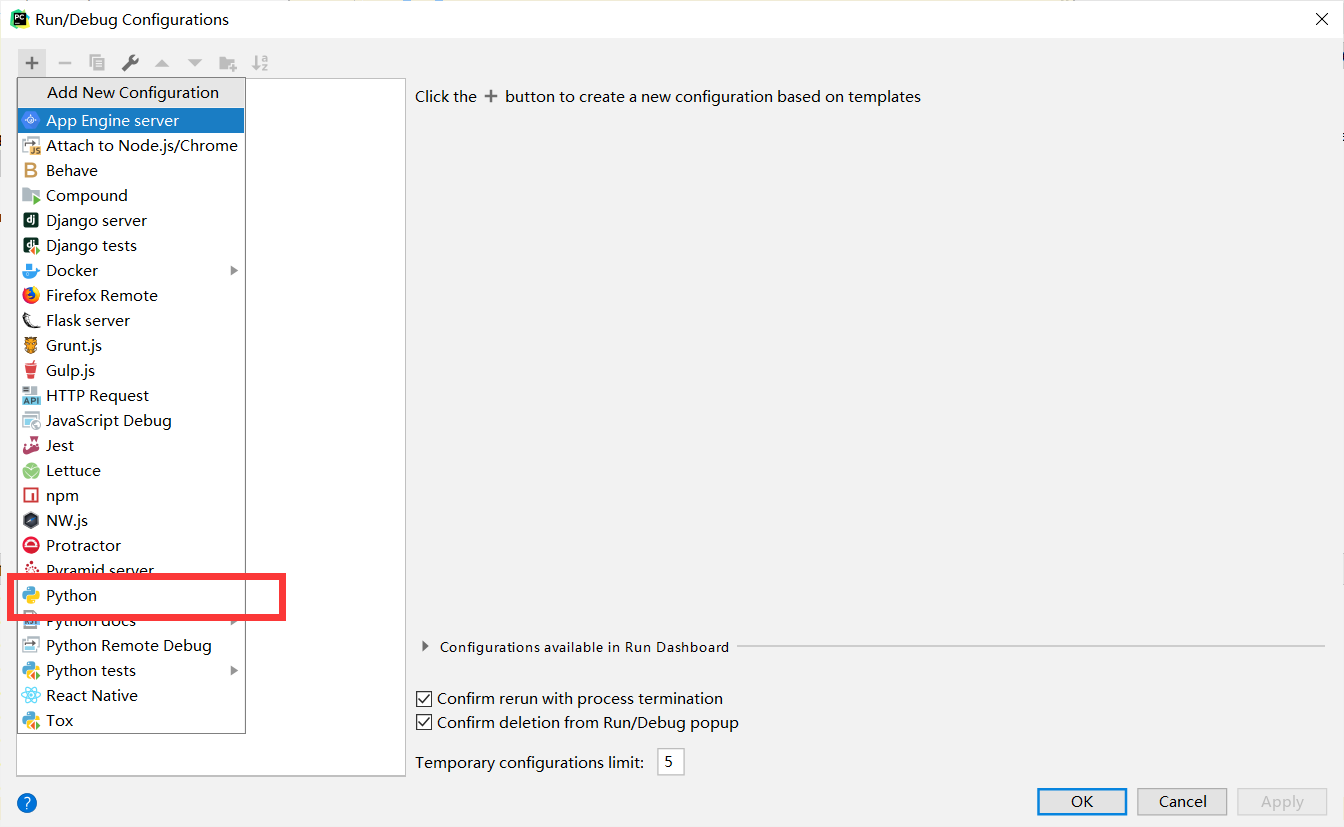 Run/Debug Configurations
Add New Configuration
Click the + button to create a new configuration based on templates
App Engine server
Attach to Node.js/Chrome
Behave
Compound
Django server
Django tests
Docker
Firefox Remote
Flask server
Grunt.js
Gulp.js
HTTP Request
JavaScript Debug
Jest
Lettuce
npm
NW.js
Protractor
Pyramid server
Python
Python docs
Python Remote Debug
Python tests
React Native
Tox
Configurations available in Run Dashboard
Confirm rerun with process termination
Confirm deletion from Run/Debug popup
Temporary configurations limit: 5
OK Cancel Apply